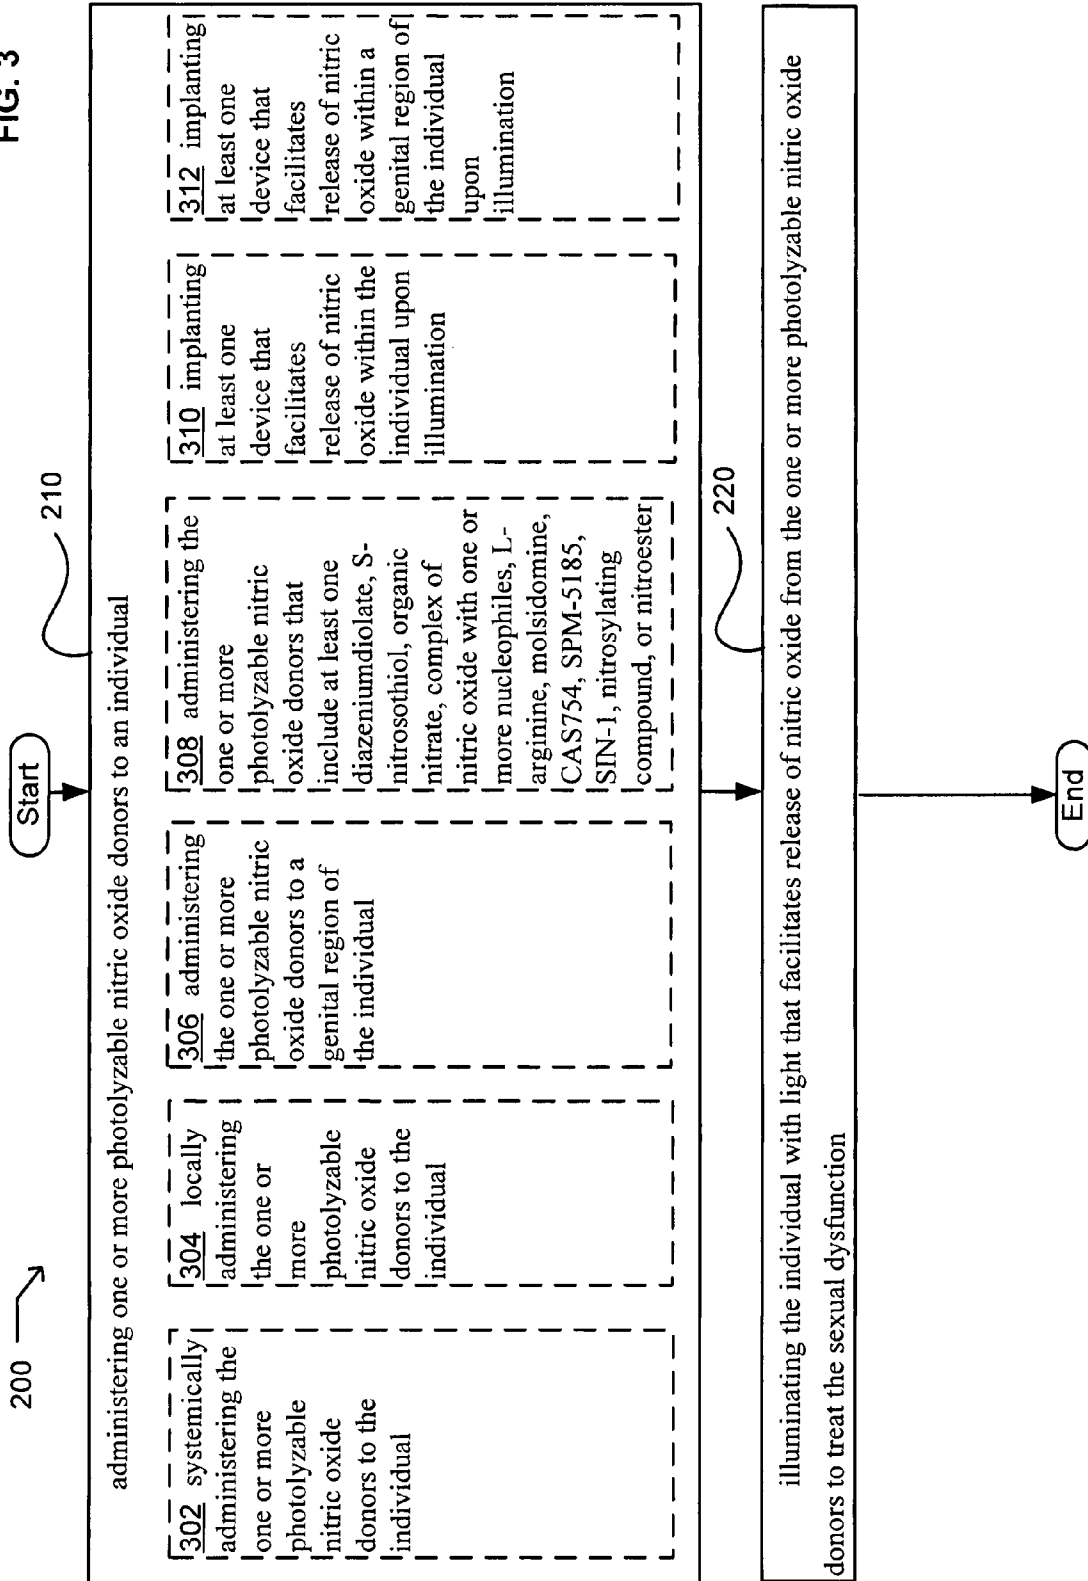 FIG. 3
200
Start
210
administering one or more photolyzable nitric oxide donors to an individual
302 systemically
administering the
one or more
photolyzable
nitric oxide
donors to the
individual
304 locally
administering
the one or
more
photolyzable
nitric oxide
donors to the
individual
306 administering
the one or more
photolyzable nitric
oxide donors to a
genital region of
the individual
308 administering the
one or more
photolyzable nitric
oxide donors that
include at least one
diazeniumdiolate, S-
nitrosothiol, organic
nitrate, complex of
nitric oxide with one or
more nucleophiles, L-
arginine, molsidomine,
CAS754, SPM-5185,
SIN-1, nitrosylating
compound, or nitroester
310 implanting
at least one
device that
facilitates
release of nitric
oxide within the
individual upon
illumination
312 implanting
at least one
device that
facilitates
release of nitric
oxide within a
genital region of
the individual
upon
illumination
220
illuminating the individual with light that facilitates release of nitric oxide from the one or more photolyzable nitric oxide
donors to treat the sexual dysfunction
End